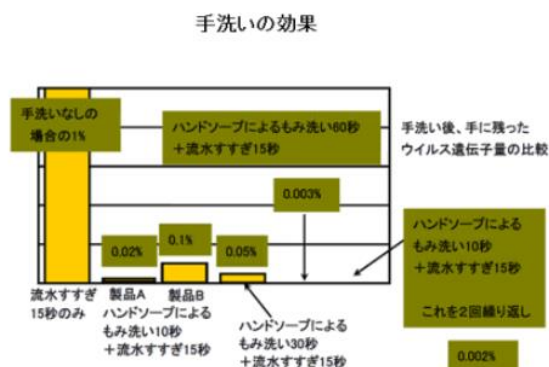 手洗いの効果
手洗いなしの
場合の1%
ハンドソープによるもみ洗い60秒
+流水すすぎ15秒
手洗い後、手に残った
ウイルス遺伝子量の比較
0.003%
0.02%
0.1%
0.05%
ハンドソープによる
もみ洗い10秒
+流水すすぎ15秒
これを2回繰り返し
0.002%
流水すすぎ
15秒のみ
製品A
製品B
ハンドソープによる
もみ洗い10秒
+流水すすぎ15秒
ハンドソープによる
もみ洗い30秒
+流水すすぎ15秒